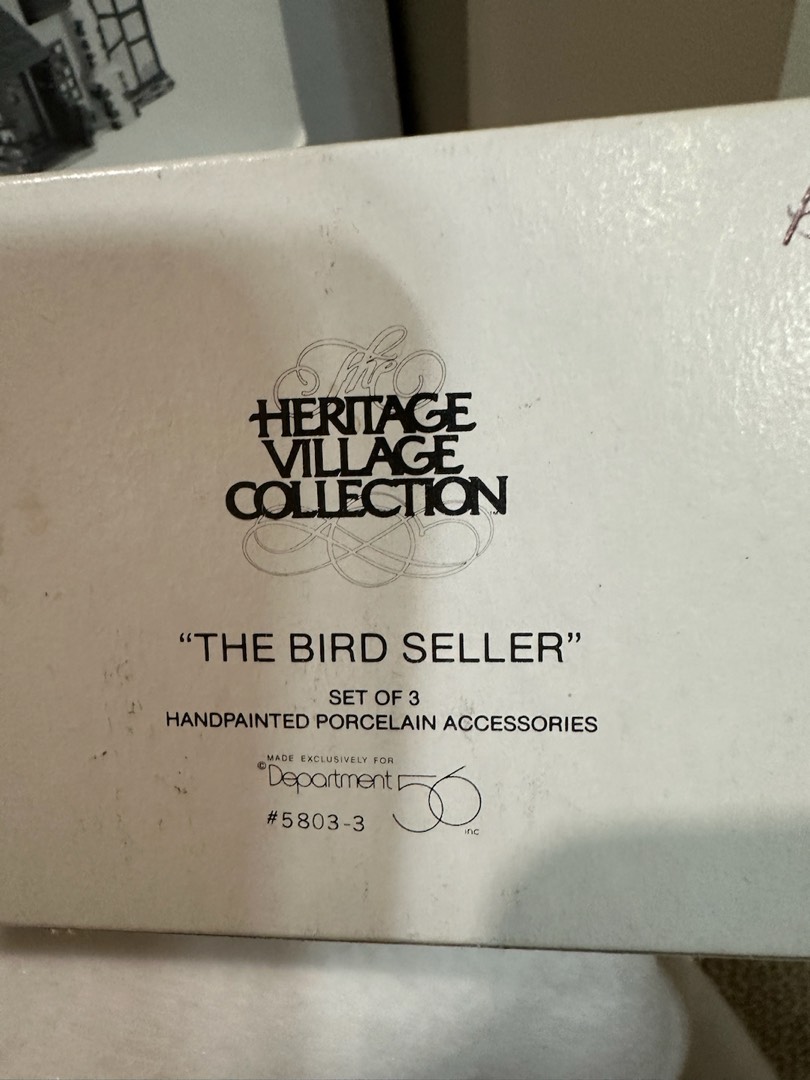 The
HERITAGE
VILLAGE
COLLECTION
“THE BIRD SELLER”
SET OF 3
HANDPAINTED PORCELAIN ACCESSORIES
MADE EXCLUSIVELY FOR
©Department 56
inc
#5803-3